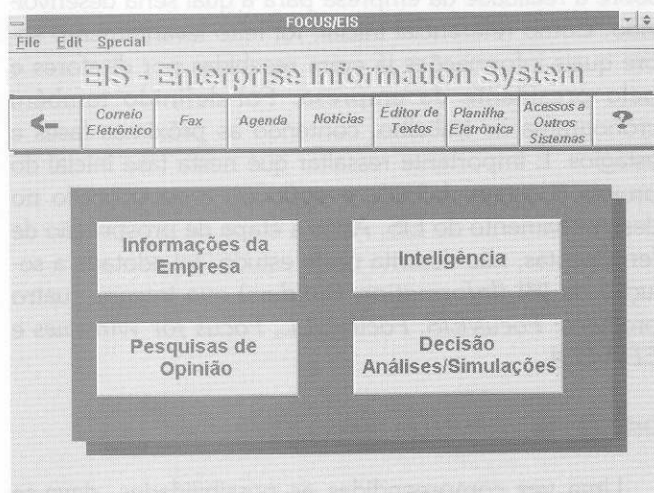 FOCUS/EIS
File Edit Special
EIS - Enterprise Information System
Correio Eletrônico
Fax
Agenda
Notícias
Editor de Textos
Planilha Eletrônica
Acessos a Outros Sistemas
?
Informações da
Empresa
Inteligência
Pesquisas de
Opinião
Decisão
Análises/Simulações